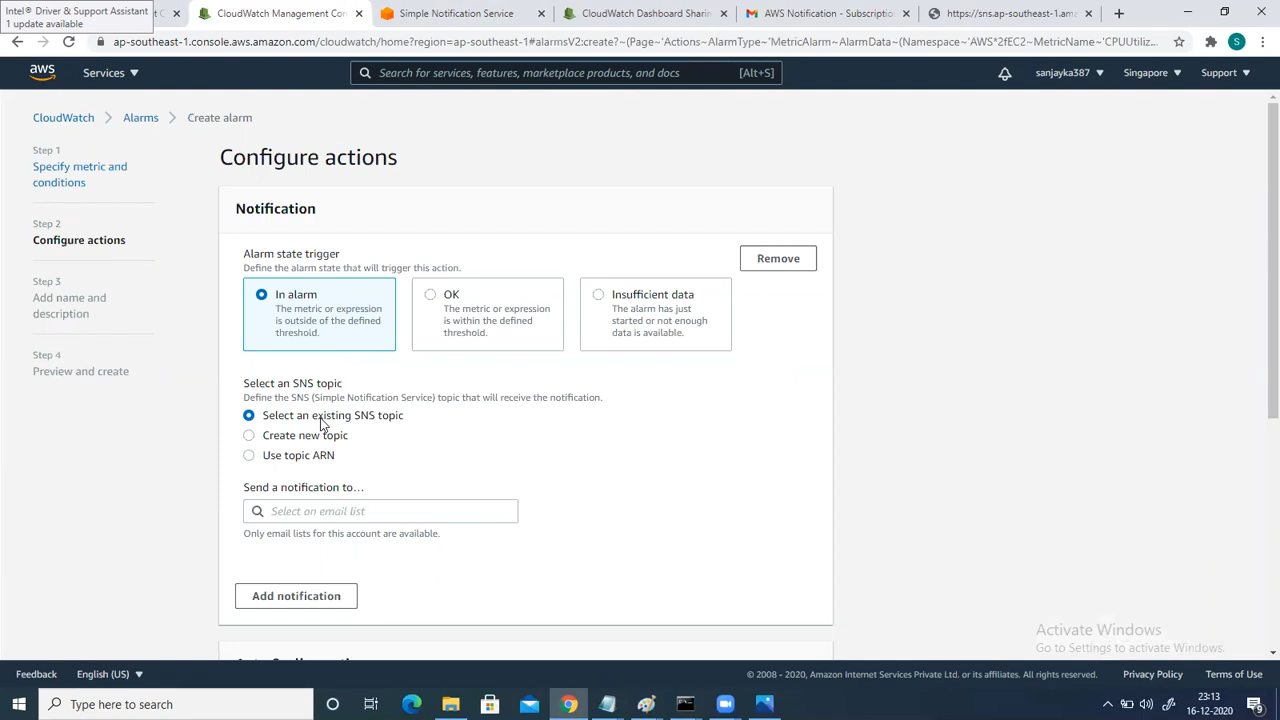 Intel® Driver & Support Assistant
1 update available
CloudWatch Management Con
Simple Notification Service
CloudWatch Dashboard Sharin
AWS Notification - Subscriptio
https://sns.ap-southeast-1.ama
ap-southeast-1.console.aws.amazon.com/cloudwatch/home?region=ap-southeast-1#alarmsV2:create?~(Page~'Actions~AlarmType~'MetricAlarm~AlarmData~(Namespace~'AWS*2fEC2~MetricName~'CPUUtiliz...
S
aws
Services
Search for services, features, marketplace products, and docs
[Alt+S]
sanjayka387
Singapore
Support
CloudWatch
Alarms
Create alarm
Step 1
Specify metric and
conditions
Step 2
Configure actions
Step 3
Add name and
description
Step 4
Preview and create
Configure actions
Notification
Alarm state trigger
Define the alarm state that will trigger this action.
Remove
In alarm
The metric or expression
is outside of the defined
threshold.
OK
The metric or expression
is within the defined
threshold.
Insufficient data
The alarm has just
started or not enough
data is available.
Select an SNS topic
Define the SNS (Simple Notification Service) topic that will receive the notification.
Select an existing SNS topic
Create new topic
Use topic ARN
Send a notification to…
Select an email list
Only email lists for this account are available.
Add notification
Activate Windows
Go to Settings to activate Windows.
Feedback
English (US)
© 2008 - 2020, Amazon Internet Services Private Ltd. or its affiliates. All rights reserved.
Privacy Policy
Terms of Use
Type here to search
23:13
16-12-2020